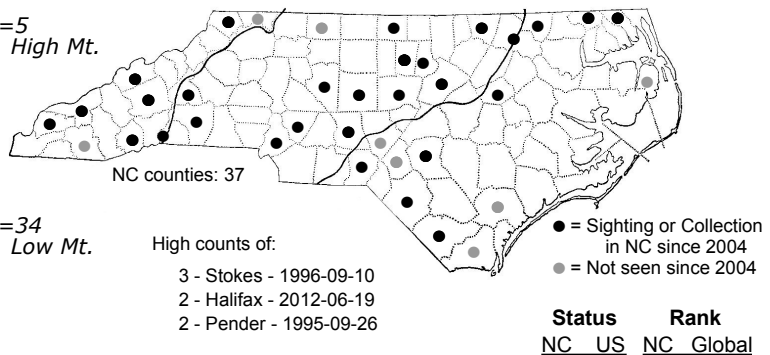 =5
High Mt.
NC counties: 37
=34
Low Mt.
High counts of:
3 - Stokes - 1996-09-10
2 - Halifax - 2012-06-19
2 - Pender - 1995-09-26
● = Sighting or Collection
in NC since 2004
● = Not seen since 2004
Status Rank
NC US NC Global